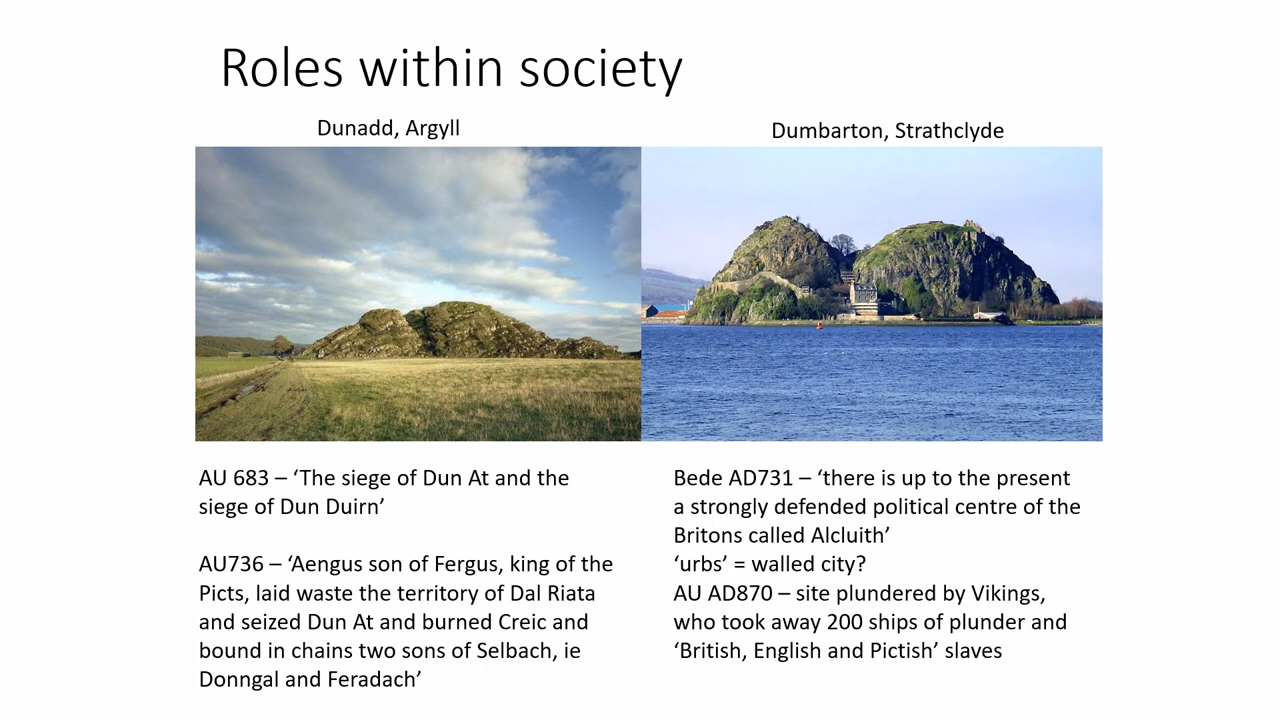 Roles within society
Dunadd, Argyll
Dumbarton, Strathclyde
AU 683 – ‘The siege of Dun At and the
siege of Dun Duirn’
AU736 – ‘Aengus son of Fergus, king of the
Picts, laid waste the territory of Dal Riata
and seized Dun At and burned Creic and
bound in chains two sons of Selbach, ie
Donngal and Feradach’
Bede AD731 – ‘there is up to the present
a strongly defended political centre of the
Britons called Alcluith’
‘urbs’ = walled city?
AU AD870 – site plundered by Vikings,
who took away 200 ships of plunder and
‘British, English and Pictish’ slaves